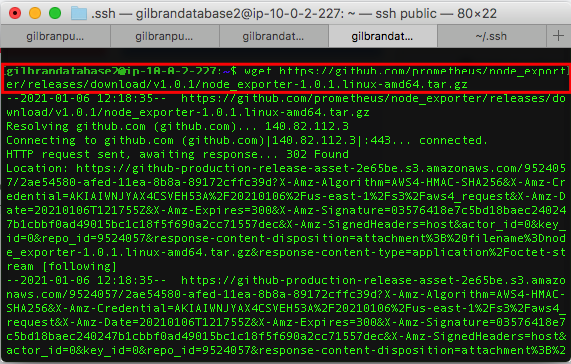 .ssh — gilbrandatabase2@ip-10-0-2-227: ~ — ssh public — 80×22
gilbranpu... gilbranpu... gilbrandat... gilbrandat... ~/.ssh +
gilbrandatabase2@ip-10-0-2-227:~$ wget https://github.com/prometheus/node_export
er/releases/download/v1.0.1/node_exporter-1.0.1.linux-amd64.tar.gz
--2021-01-06 12:18:35-- https://github.com/prometheus/node_exporter/releases/do
wnload/v1.0.1/node_exporter-1.0.1.linux-amd64.tar.gz
Resolving github.com (github.com)... 140.82.112.3
Connecting to github.com (github.com)|140.82.112.3|:443... connected.
HTTP request sent, awaiting response... 302 Found
Location: https://github-production-release-asset-2e65be.s3.amazonaws.com/952405
7/2ae54580-afed-11ea-8b8a-89172cffc39d?X-Amz-Algorithm=AWS4-HMAC-SHA256&X-Amz-Cr
edential=AKIAIWNJYAX4CSVEH53A%2F20210106%2Fus-east-1%2Fs3%2Faws4_request&X-Amz-D
ate=20210106T121755Z&X-Amz-Expires=300&X-Amz-Signature=03576418e7c5bd18baec24024
7b1cbbf0ad49015bc1c18f5f690a2cc71557dec&X-Amz-SignedHeaders=host&actor_id=0&key_
id=0&repo_id=9524057&response-content-disposition=attachment%3B%20filename%3Dnod
e_exporter-1.0.1.linux-amd64.tar.gz&response-content-type=application%2Foctet-st
ream [following]
--2021-01-06 12:18:35-- https://github-production-release-asset-2e65be.s3.amazo
naws.com/9524057/2ae54580-afed-11ea-8b8a-89172cffc39d?X-Amz-Algorithm=AWS4-HMAC-
SHA256&X-Amz-Credential=AKIAIWNJYAX4CSVEH53A%2F20210106%2Fus-east-1%2Fs3%2Faws4_
request&X-Amz-Date=20210106T121755Z&X-Amz-Expires=300&X-Amz-Signature=03576418e7
c5bd18baec240247b1cbbf0ad49015bc1c18f5f690a2cc71557dec&X-Amz-SignedHeaders=host&
actor_id=0&key_id=0&repo_id=9524057&response-content-disposition=attachment%3B%2